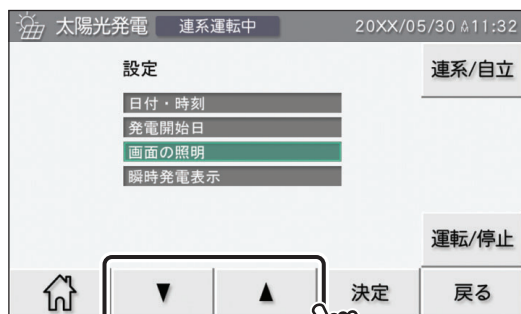 太陽光発電 連系運転中 20XX/05/30 11:32
設定
連系/自立
日付・時刻
発電開始日
画面の照明
瞬時発電表示
運転/停止
▼ ▲ 決定 戻る